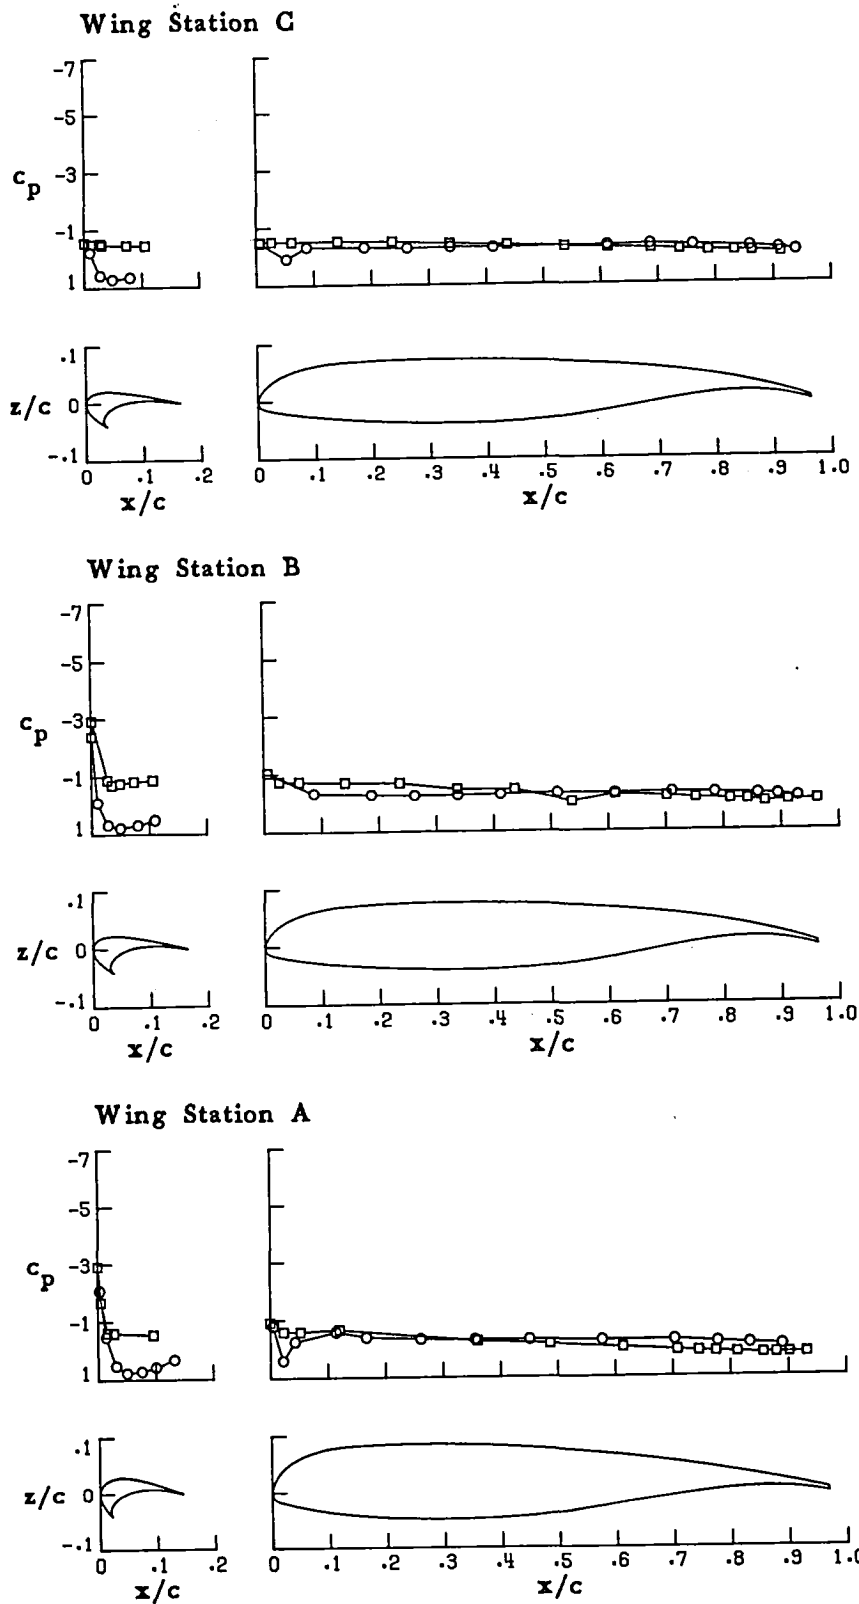 Wing Station C
-7
-5
-3
-1
1
c_p
.1
0
-.1
z/c
0 .1 .2
x/c
0 .1 .2 .3 .4 .5 .6 .7 .8 .9 1.0
x/c
Wing Station B
-7
-5
-3
-1
1
c_p
.1
0
-.1
z/c
0 .1 .2
x/c
0 .1 .2 .3 .4 .5 .6 .7 .8 .9 1.0
x/c
Wing Station A
-7
-5
-3
-1
1
c_p
.1
0
-.1
z/c
0 .1 .2
x/c
0 .1 .2 .3 .4 .5 .6 .7 .8 .9 1.0
x/c